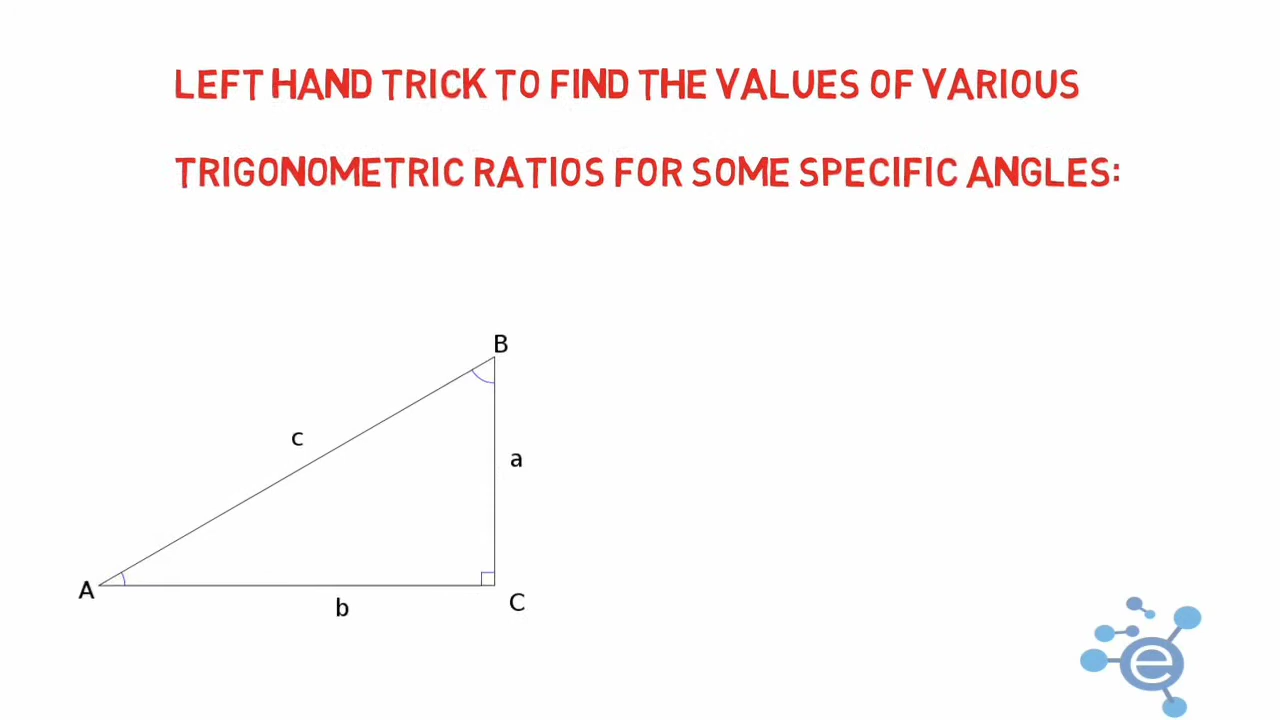 LEFT HAND TRICK TO FIND THE VALUES OF VARIOUS
TRIGONOMETRIC RATIOS FOR SOME SPECIFIC ANGLES:
B
c
a
A
b
C
e